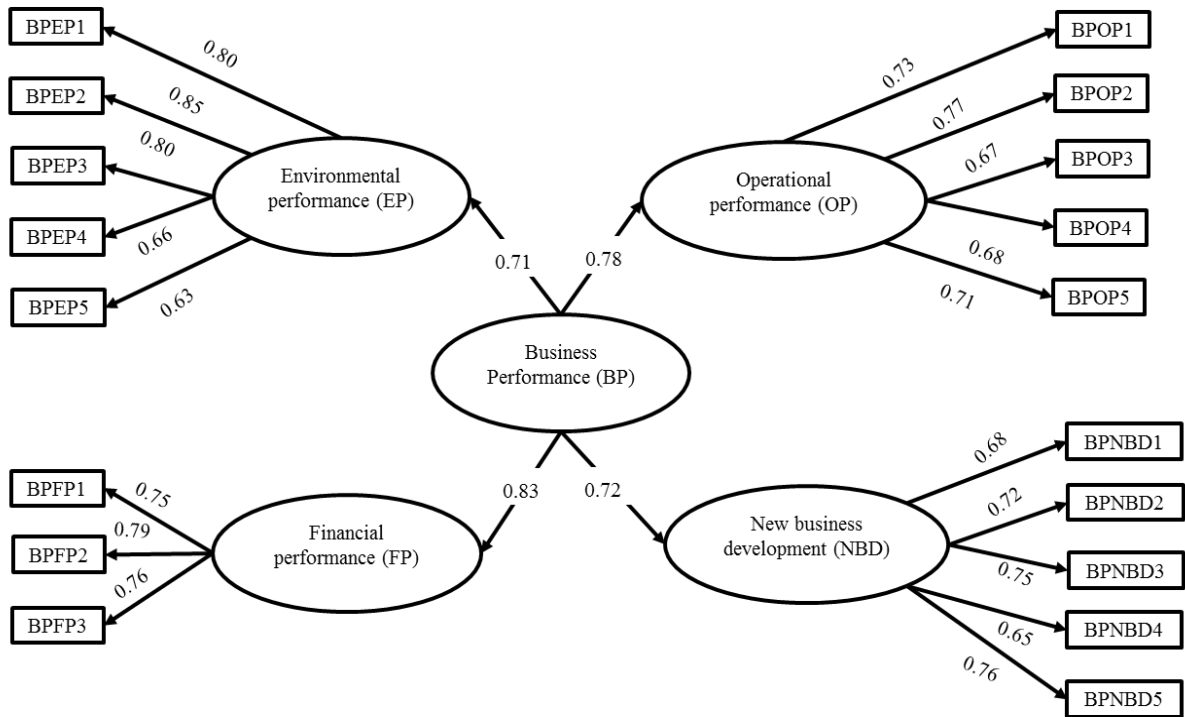 BPEP1
BPEP2
BPEP3
BPEP4
BPEP5
0.80
0.85
0.80
0.66
0.63
Environmental
performance (EP)
0.71
BPOP1
BPOP2
BPOP3
BPOP4
BPOP5
0.73
0.77
0.67
0.68
0.71
Operational
performance (OP)
0.78
Business
Performance (BP)
BPFP1
BPFP2
BPFP3
0.75
0.79
0.76
Financial
performance (FP)
0.83
0.72
New business
development (NBD)
0.68
0.72
0.75
0.65
0.76
BPNBD1
BPNBD2
BPNBD3
BPNBD4
BPNBD5